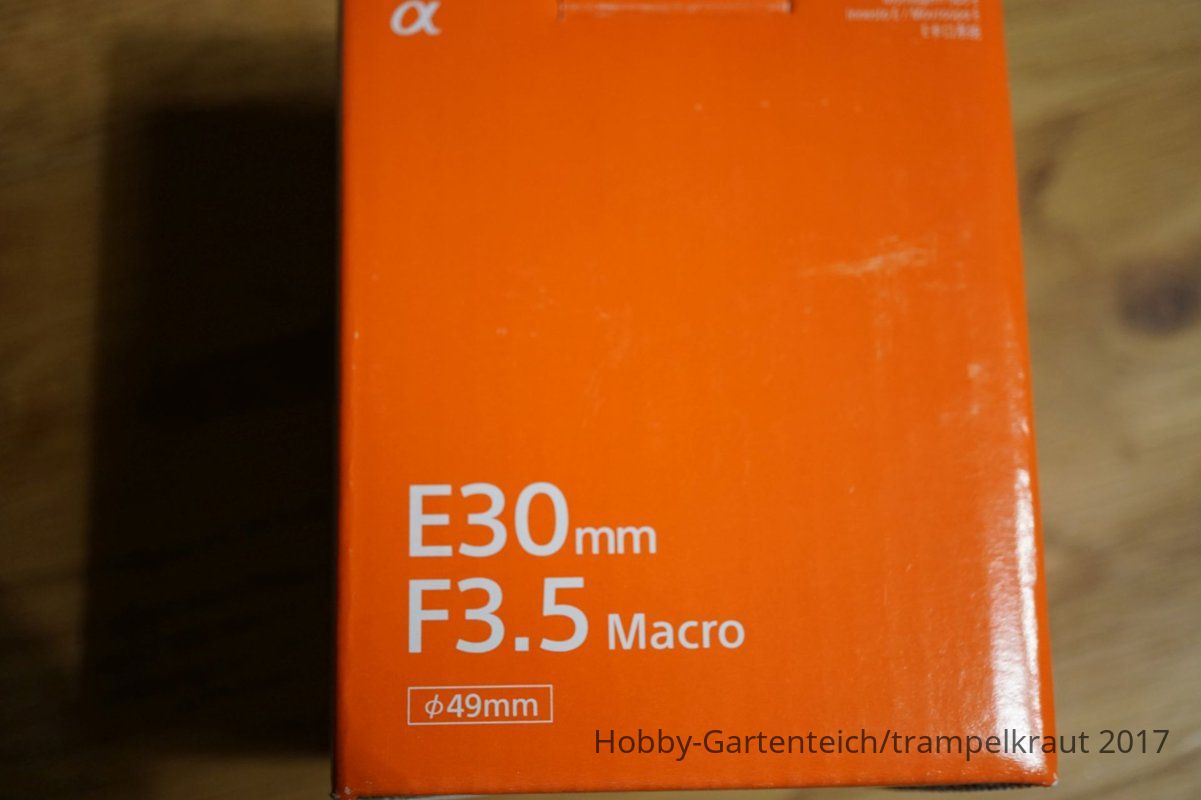 α
E30mm
F3.5 Macro
ϕ49mm
Hobby-Gartenteich/trampelkraut 2017